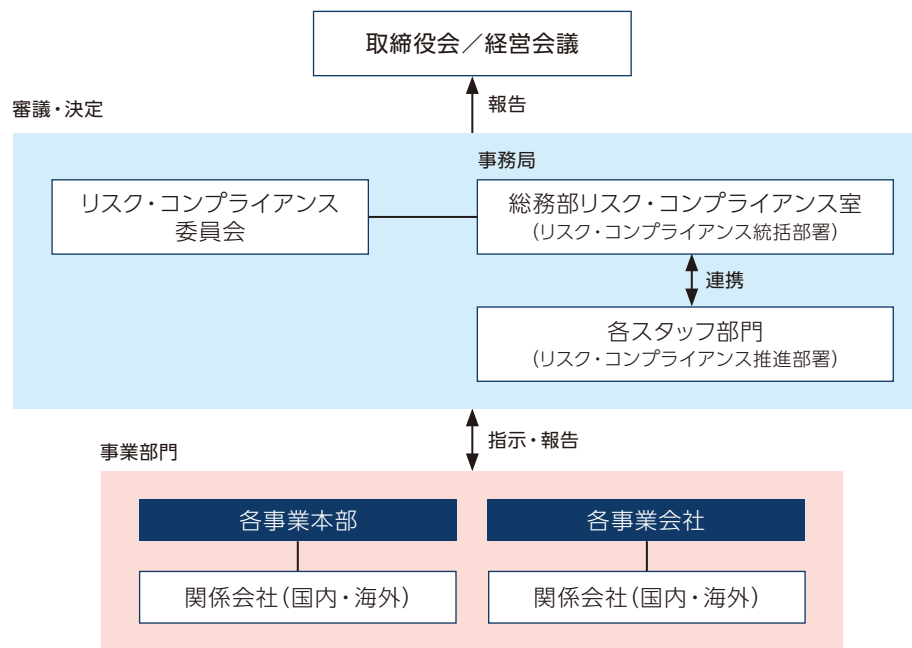 取締役会／経営会議
報告
審議・決定
事務局
リスク・コンプライアンス
委員会
総務部リスク・コンプライアンス室
（リスク・コンプライアンス統括部署）
連携
各スタッフ部門
（リスク・コンプライアンス推進部署）
指示・報告
事業部門
各事業本部
各事業会社
関係会社（国内・海外）
関係会社（国内・海外）